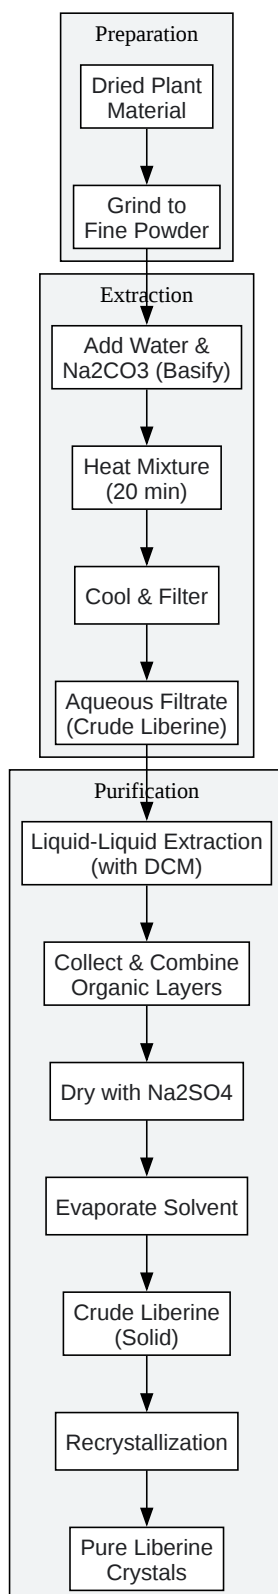 Preparation
Dried Plant
Material
Grind to
Fine Powder
Extraction
Add Water &
Na2CO3 (Basify)
Heat Mixture
(20 min)
Cool & Filter
Aqueous Filtrate
(Crude Liberine)
Purification
Liquid-Liquid Extraction
(with DCM)
Collect & Combine
Organic Layers
Dry with Na2SO4
Evaporate Solvent
Crude Liberine
(Solid)
Recrystallization
Pure Liberine
Crystals